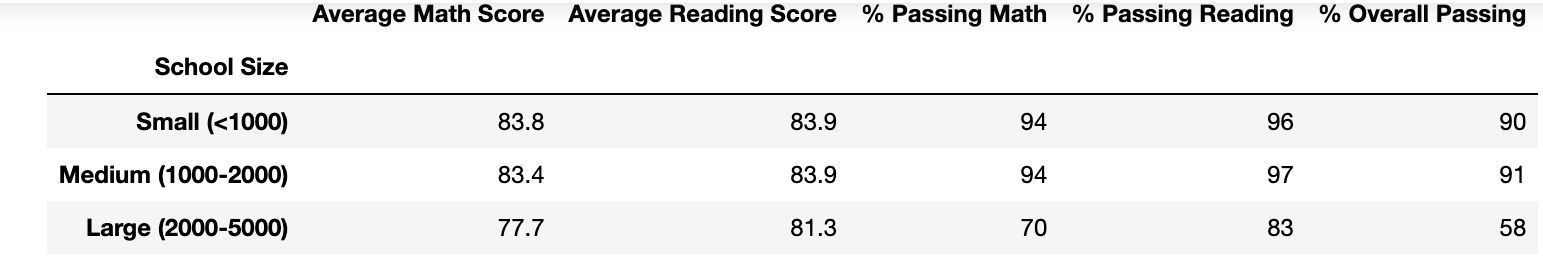 Average Math Score Average Reading Score % Passing Math % Passing Reading % Overall Passing
School Size
Small (<1000) 83.8 83.9 94 96 90
Medium (1000-2000) 83.4 83.9 94 97 91
Large (2000-5000) 77.7 81.3 70 83 58